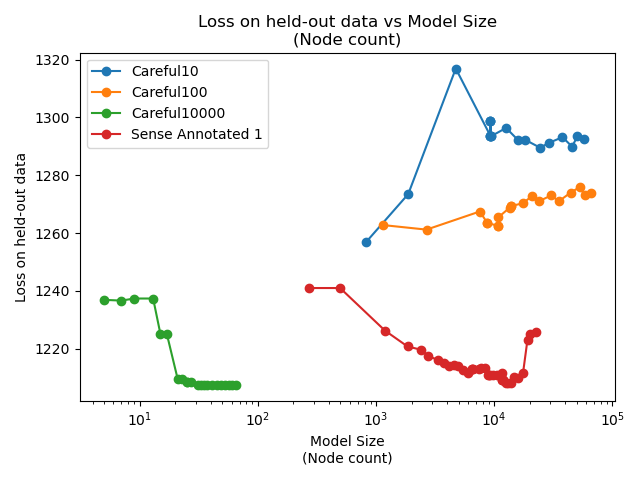 Loss on held-out data vs Model Size
(Node count)
Loss on held-out data
1320
1300
1280
1260
1240
1220
Careful10
Careful100
Careful10000
Sense Annotated 1
10¹
10²
10³
10⁴
10⁵
Model Size
(Node count)